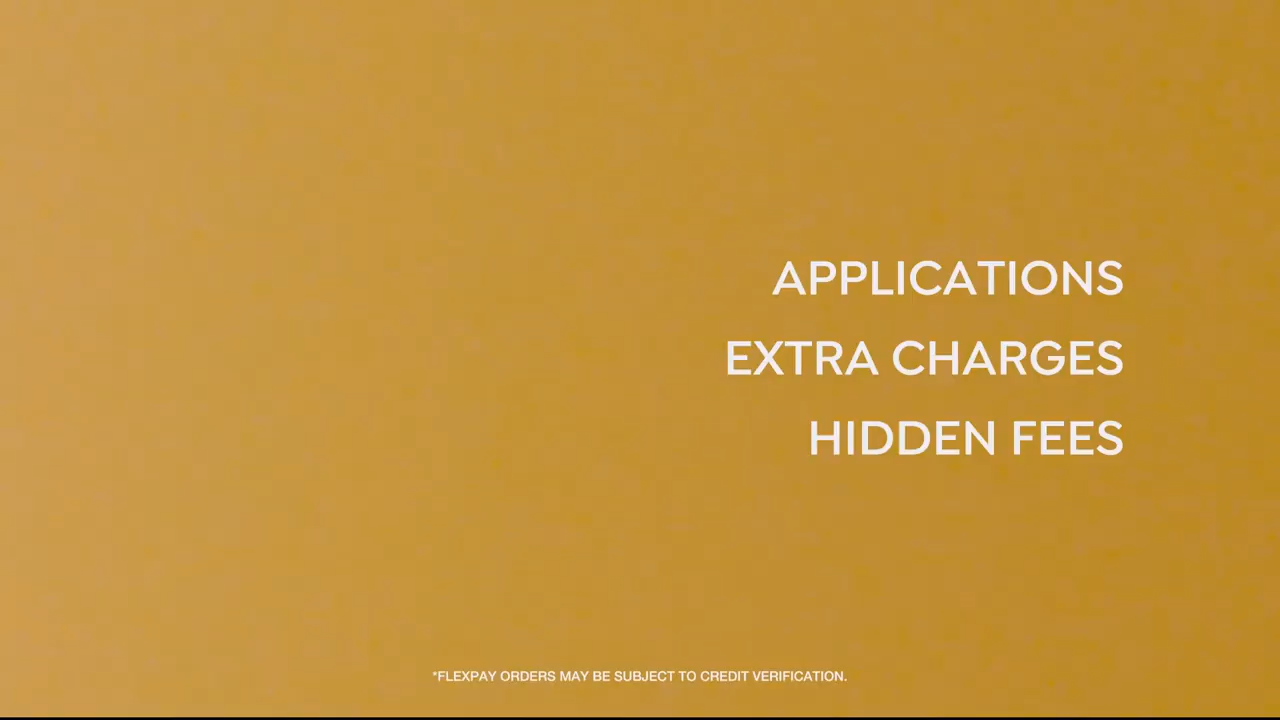 APPLICATIONS
EXTRA CHARGES
HIDDEN FEES
*FLEXPAY ORDERS MAY BE SUBJECT TO CREDIT VERIFICATION.